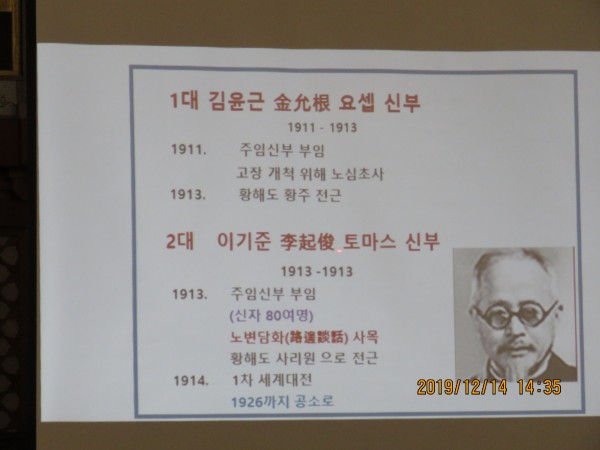 1대 김윤근 金允根 요셉 신부
1911 - 1913
1911. 주임신부 부임
고장 개척 위해 노심초사
1913. 황해도 황주 전근
2대 이기준 李起俊 토마스 신부
1913 -1913
1913. 주임신부 부임
(신자 80여명)
노변담화(路邊談話) 사목
황해도 사리원 으로 전근
1914. 1차 세계대전
1926까지 공소로
2019/12/14 14:35